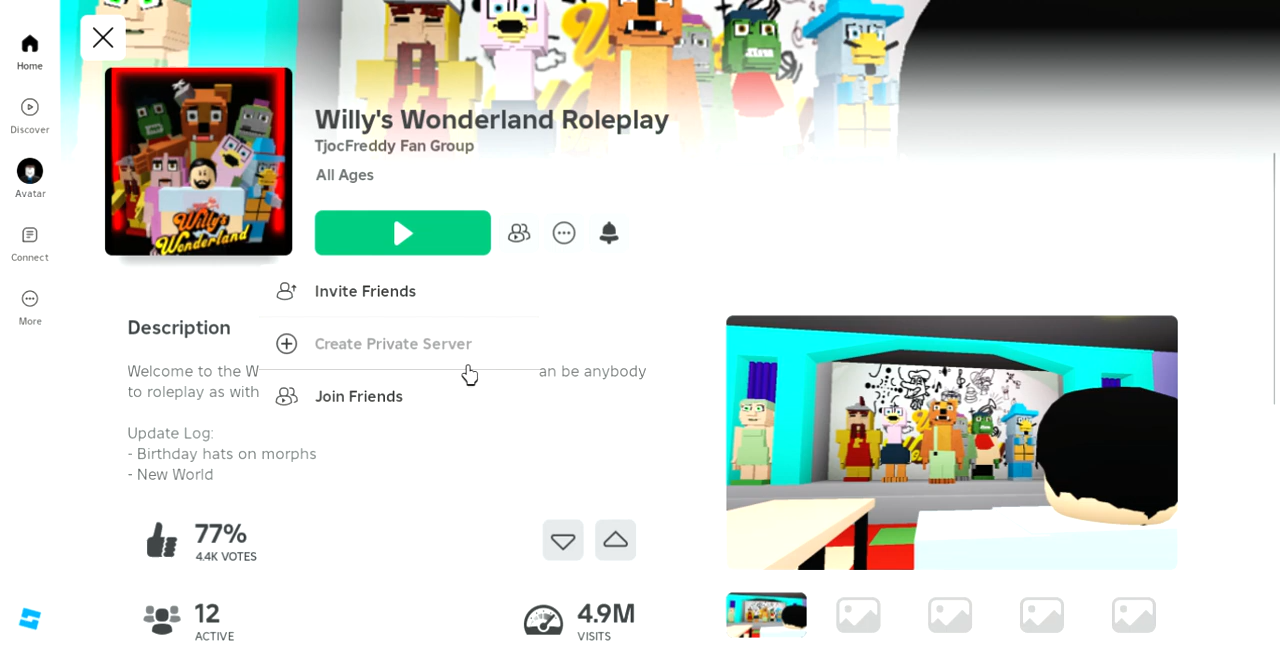 Home
Discover
Avatar
Connect
More
Willy's Wonderland Roleplay
TjocFreddy Fan Group
All Ages
Willy's
Wonderland
Invite Friends
Create Private Server
Join Friends
Description
Welcome to the W an be anybody
to roleplay as with
Update Log:
- Birthday hats on morphs
- New World
77%
4.4K VOTES
12
ACTIVE
4.9M
VISITS